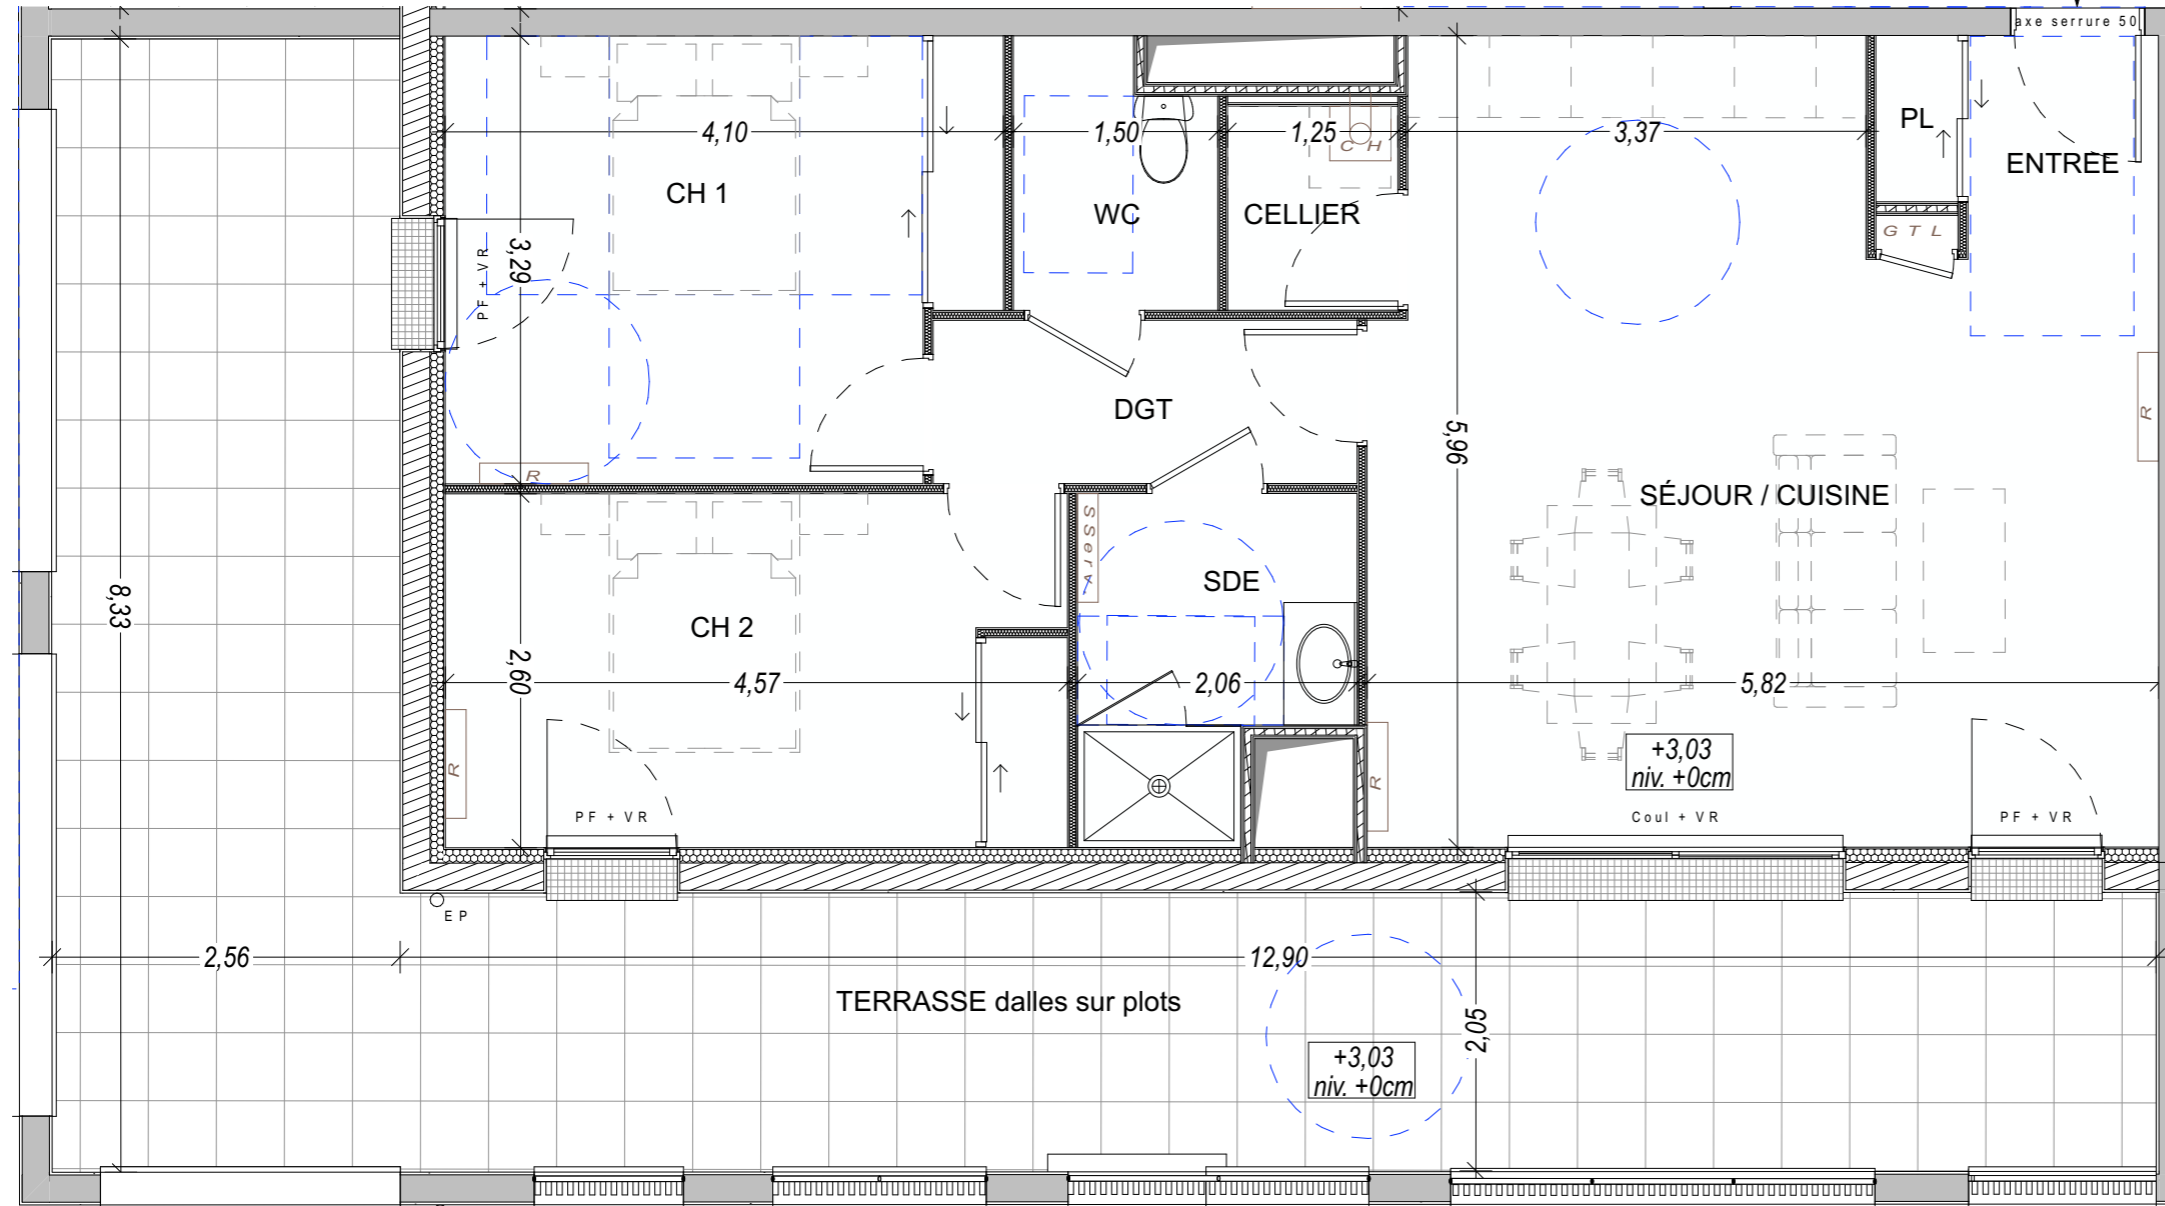 axe serrure 50
4,10
1,50
1,25
3,37
PL
C H
ENTRÉE
CH 1
WC
CELLIER
G T L
3,29
PF + VR
DGT
R
5,96
R
SÉJOUR / CUISINE
SServ
8,33
SDE
CH 2
2,60
4,57
2,06
5,82
+3,03
niv. +0cm
R
R
PF + VR
Coul + VR
PF + VR
EP
2,56
12,90
TERRASSE dalles sur plots
2,05
+3,03
niv. +0cm